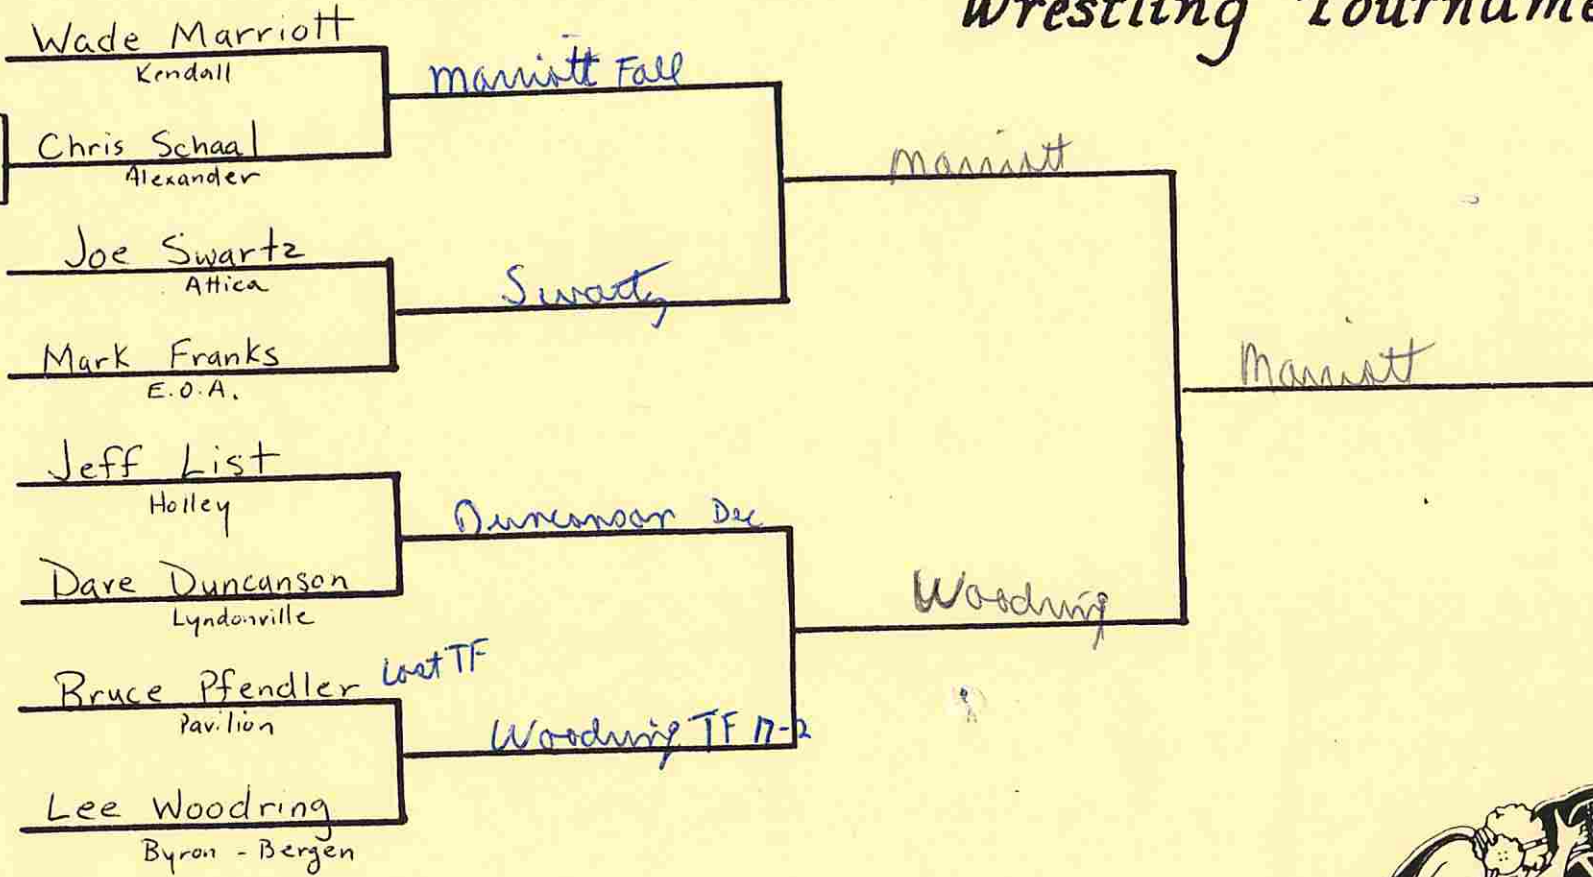 Wrestling Tourname
Wade Marriott
Kendall
Marriott Fall
Chris Schaal
Alexander
Marriott
Joe Swartz
Attica
Swartz
Mark Franks
E.O.A.
Marriott
Jeff List
Holley
Duncanson Dec
Dave Duncanson
Lyndonville
Woodring
Bruce Pfendler Lost TF
Pavilion
Woodring TF 17-2
Lee Woodring
Byron - Bergen